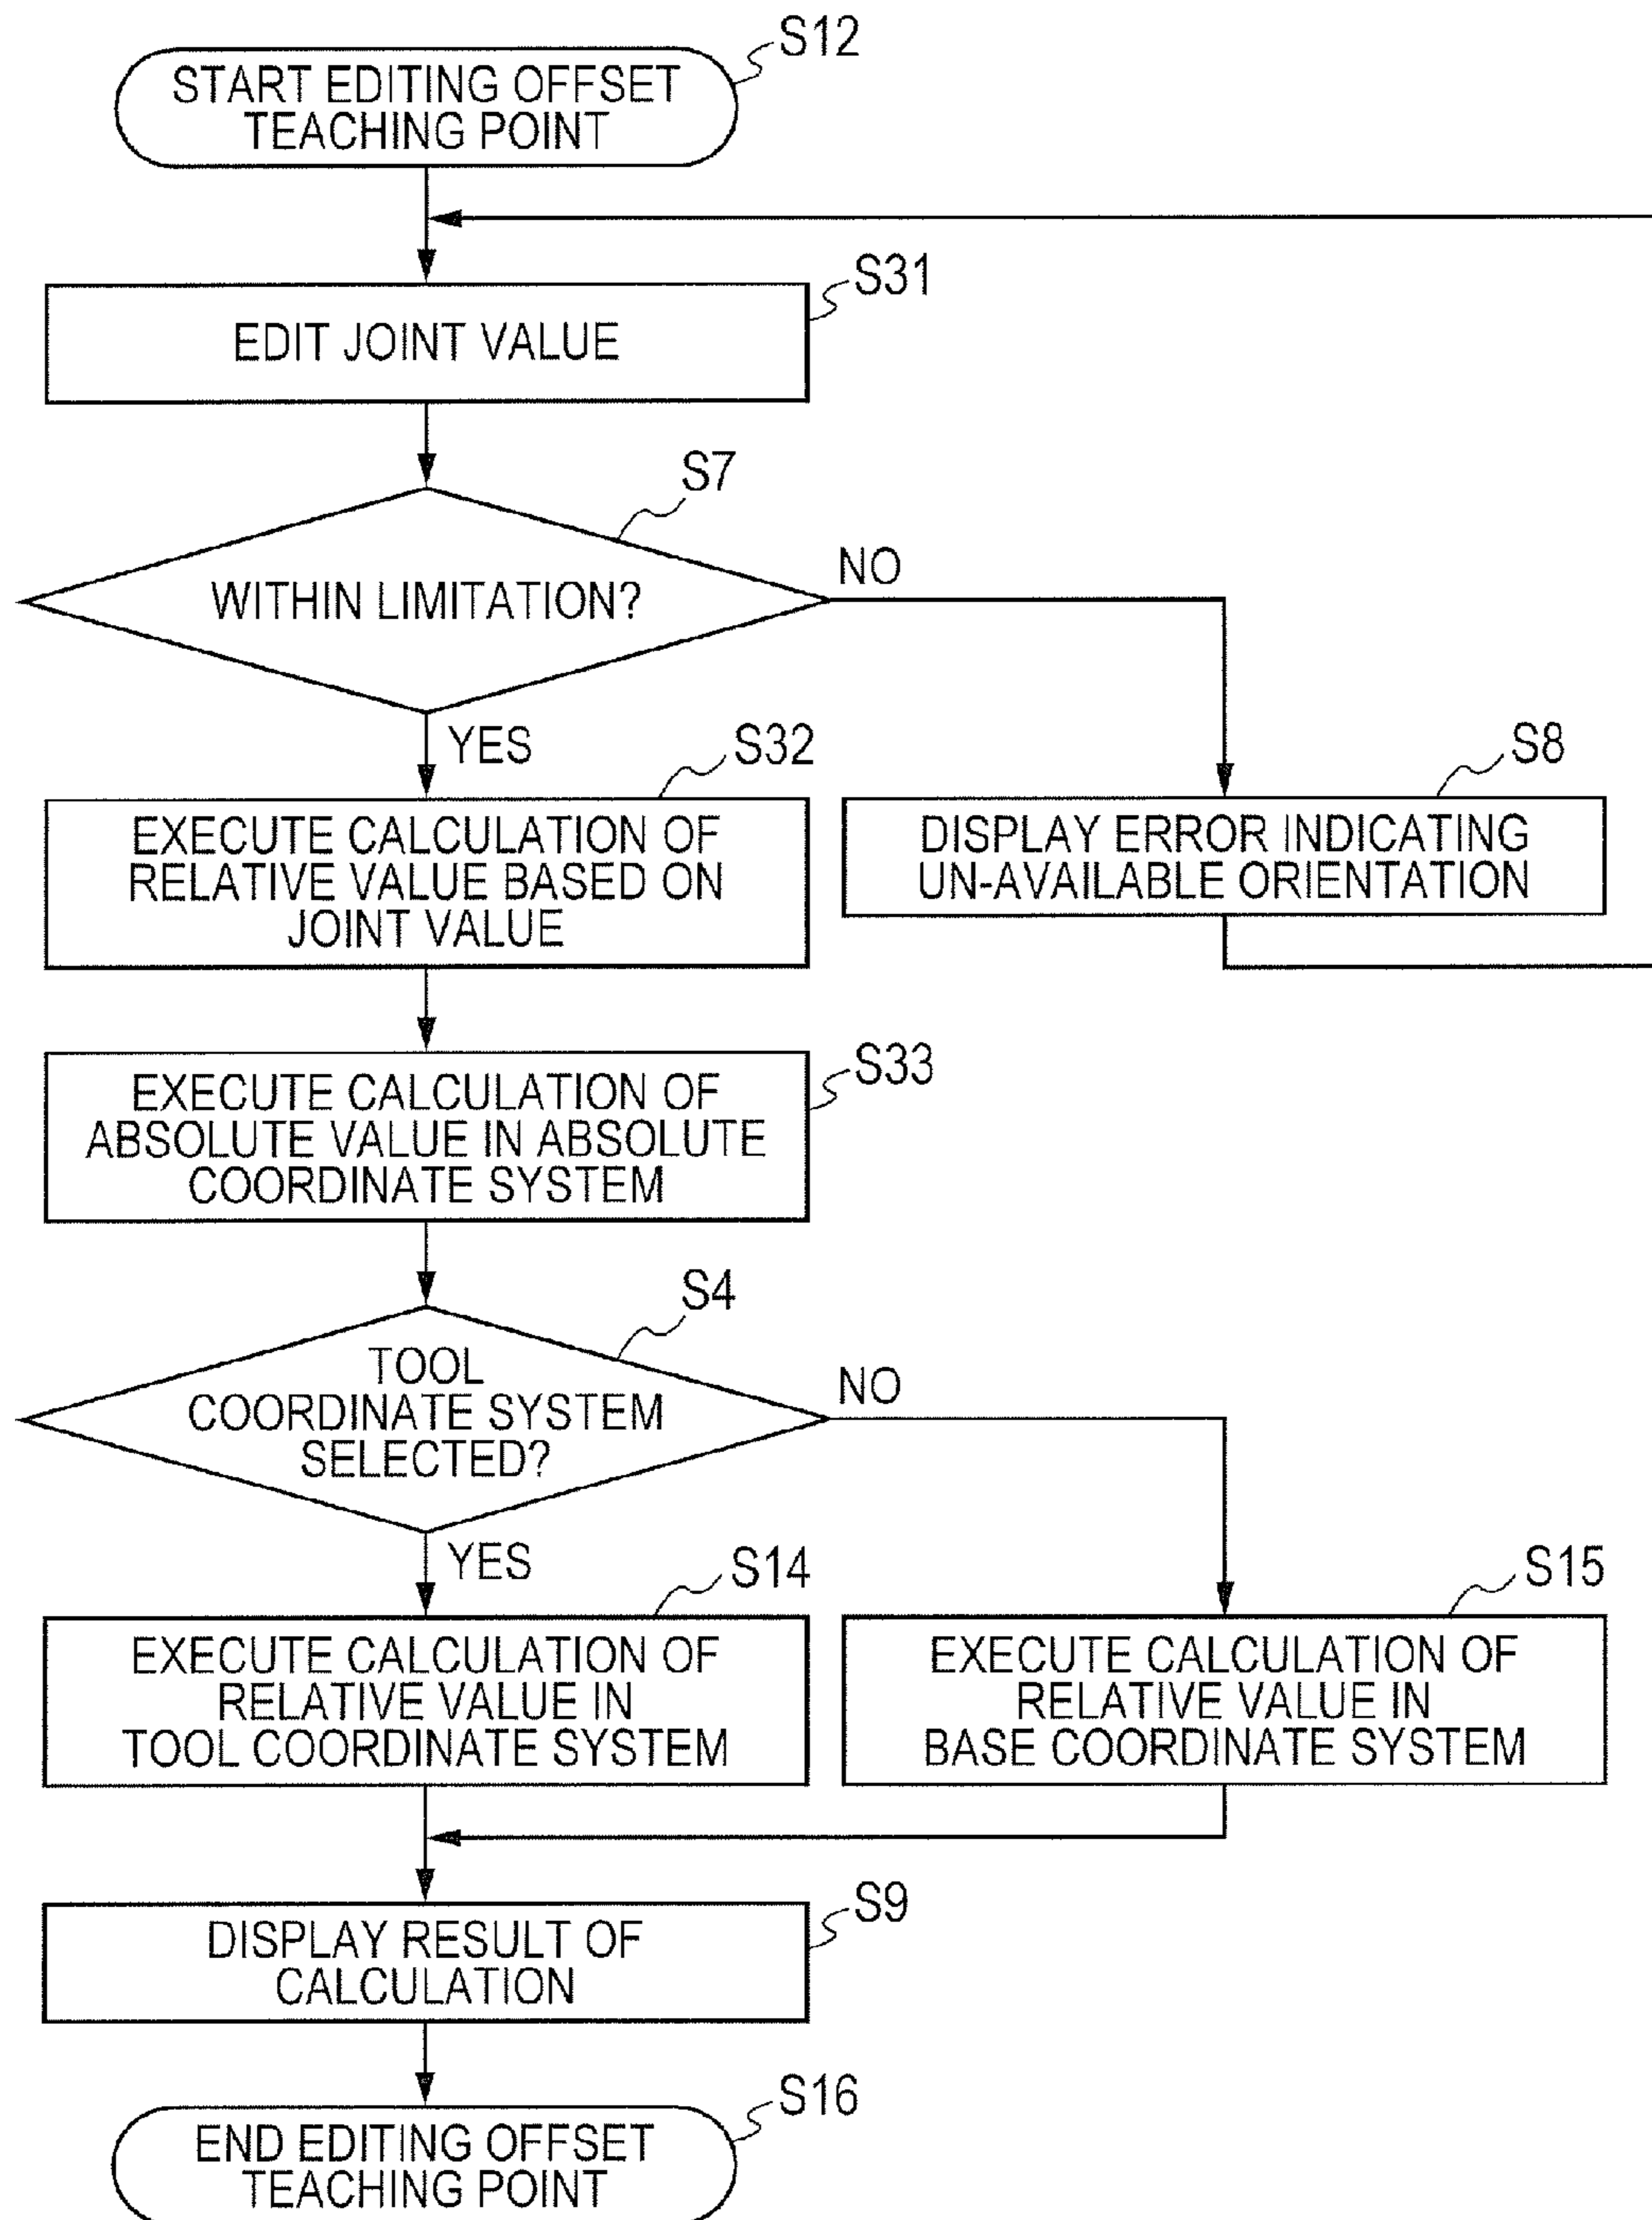 S12
START EDITING OFFSET
TEACHING POINT
S31
EDIT JOINT VALUE
S7
WITHIN LIMITATION?
NO
YES
S32
EXECUTE CALCULATION OF
RELATIVE VALUE BASED ON
JOINT VALUE
S8
DISPLAY ERROR INDICATING
UN-AVAILABLE ORIENTATION
S33
EXECUTE CALCULATION OF
ABSOLUTE VALUE IN ABSOLUTE
COORDINATE SYSTEM
S4
TOOL
COORDINATE SYSTEM
SELECTED?
NO
YES
S14
EXECUTE CALCULATION OF
RELATIVE VALUE IN
TOOL COORDINATE SYSTEM
S15
EXECUTE CALCULATION OF
RELATIVE VALUE IN
BASE COORDINATE SYSTEM
S9
DISPLAY RESULT OF
CALCULATION
S16
END EDITING OFFSET
TEACHING POINT